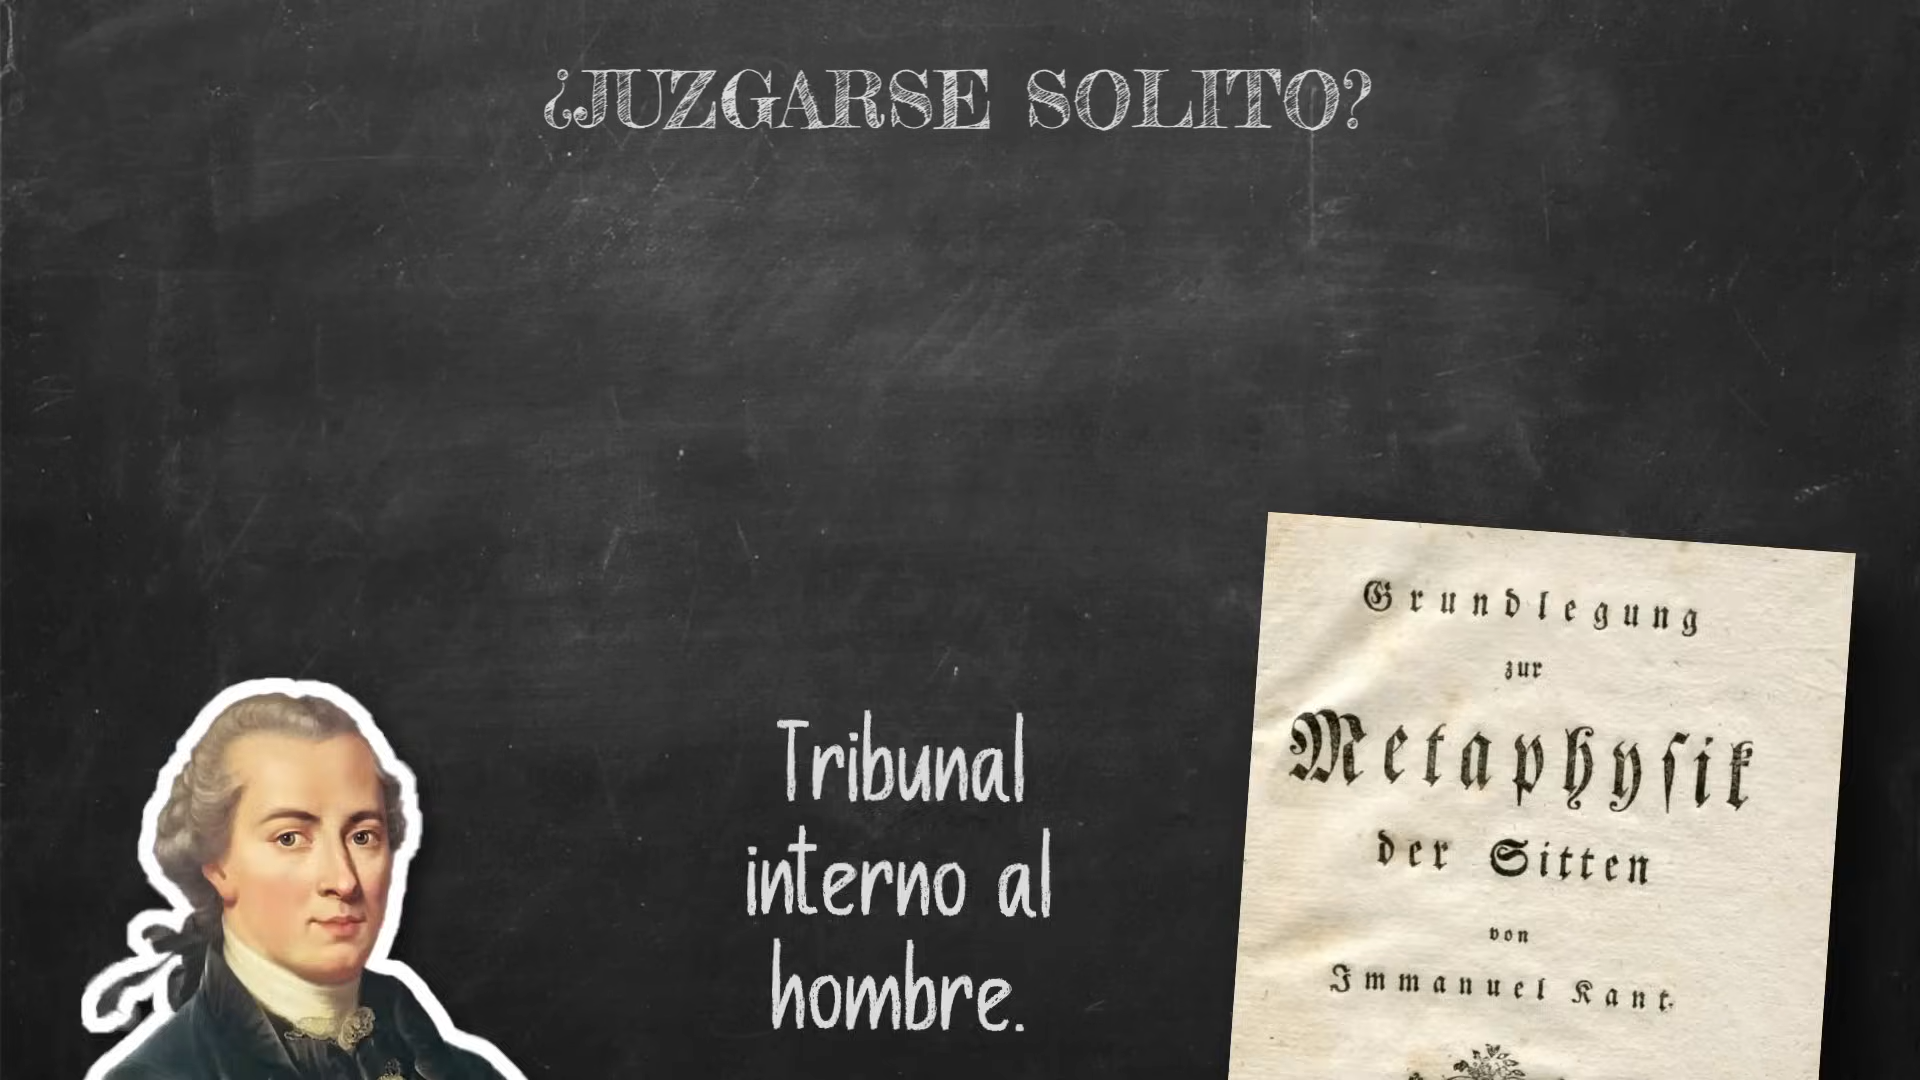 ¿JUZGARSE SOLITO?
Tribunal
interno al
hombre.
Grundlegung
zur
Metaphyſik
der Sitten
von
Immanuel Kant.